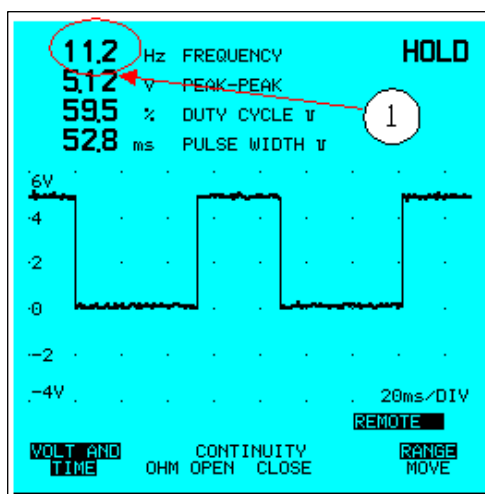 11.2 Hz FREQUENCY HOLD
5.12 V PEAK-PEAK
59.5 % DUTY CYCLE
52.8 ms PULSE WIDTH
1
6V
4
2
0
-2
-4V 20ms/DIV
REMOTE
VOLT AND TIME
OHM
CONTINUITY
OPEN CLOSE
RANGE
MOVE